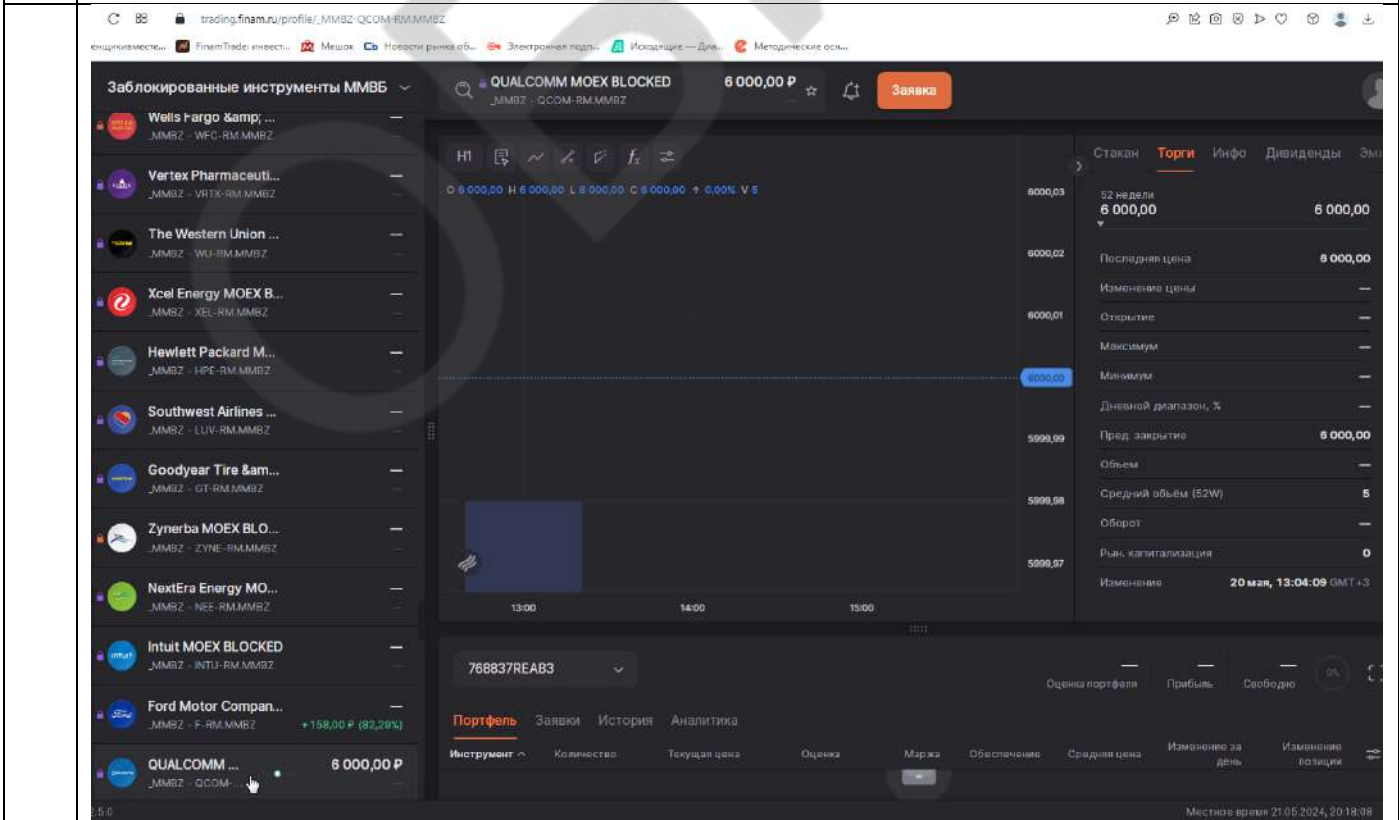 trading.finam.ru/profile/_MMBZ-QCOM-RM.MMBZ
енщикивместе... FinamTrade: инвест... Мешок Сь Новости рынка об... Электронная подп... Исходящие — Див... Методические осн...
Заблокированные инструменты ММВБ
QUALCOMM MOEX BLOCKED
_MMBZ - QCOM-RM.MMBZ
6 000,00 ₽
Заявка
Wells Fargo &amp; ... —
_MMBZ - WFC-RM.MMBZ
Vertex Pharmaceuti... —
_MMBZ - VRTX-RM.MMBZ
The Western Union ... —
_MMBZ - WU-RM.MMBZ
Xcel Energy MOEX B... —
_MMBZ - XEL-RM.MMBZ
Hewlett Packard M... —
_MMBZ - HPE-RM.MMBZ
Southwest Airlines ... —
_MMBZ - LUV-RM.MMBZ
Goodyear Tire &am... —
_MMBZ - GT-RM.MMBZ
Zynerba MOEX BLO... —
_MMBZ - ZYNE-RM.MMBZ
NextEra Energy MO... —
_MMBZ - NEE-RM.MMBZ
Intuit MOEX BLOCKED —
_MMBZ - INTU-RM.MMBZ
Ford Motor Compan... —
_MMBZ - F-RM.MMBZ +158,00 ₽ (82,29%)
QUALCOMM ... 6 000,00 ₽
_MMBZ - QCOM-...
H1
O 6 000,00 H 6 000,00 L 6 000,00 C 6 000,00 0,00% V 5
6000,03
6000,02
6000,01
6000,00
5999,99
5999,98
5999,97
13:00 14:00 15:00
Стакан Торги Инфо Дивиденды Эми
52 недели
6 000,00 6 000,00
Последняя цена 6 000,00
Изменение цены —
Открытие —
Максимум —
Минимум —
Дневной диапазон, % —
Пред. закрытие 6 000,00
Объем —
Средний объём (52W) 5
Оборот —
Рын. капитализация 0
Изменение 20 мая, 13:04:09 GMT+3
768837REAB3
— — — 0%
Оценка портфеля Прибыль Свободно
Портфель Заявки История Аналитика
Инструмент Количество Текущая цена Оценка Маржа Обеспечение Средняя цена Изменение за день Изменение позиции
2.5.0
Местное время 21.05.2024, 20:18:08